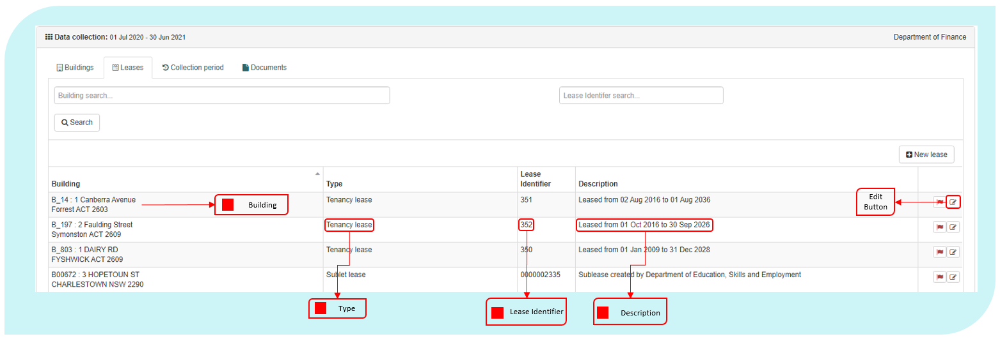 Data collection: 01 Jul 2020 - 30 Jun 2021 Department of Finance
Buildings Leases Collection period Documents
Building search... Lease Identifer search...
Search
New lease
Building Type Lease Identifier Description
B_14 : 1 Canberra Avenue Tenancy lease 351 Leased from 02 Aug 2016 to 01 Aug 2036
Forrest ACT 2603
Building
Edit
Button
B_197 : 2 Faulding Street Tenancy lease 352 Leased from 01 Oct 2016 to 30 Sep 2026
Symonston ACT 2609
B_803 : 1 DAIRY RD Tenancy lease 350 Leased from 01 Jan 2009 to 31 Dec 2028
FYSHWICK ACT 2609
B00672 : 3 HOPETOUN ST Sublet lease 0000002335 Sublease created by Department of Education, Skills and Employment
CHARLESTOWN NSW 2290
Type Lease Identifier Description